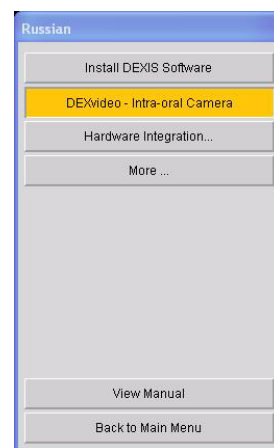 Russian
Install DEXIS Software
DEXvideo - Intra-oral Camera
Hardware Integration...
More ...
View Manual
Back to Main Menu